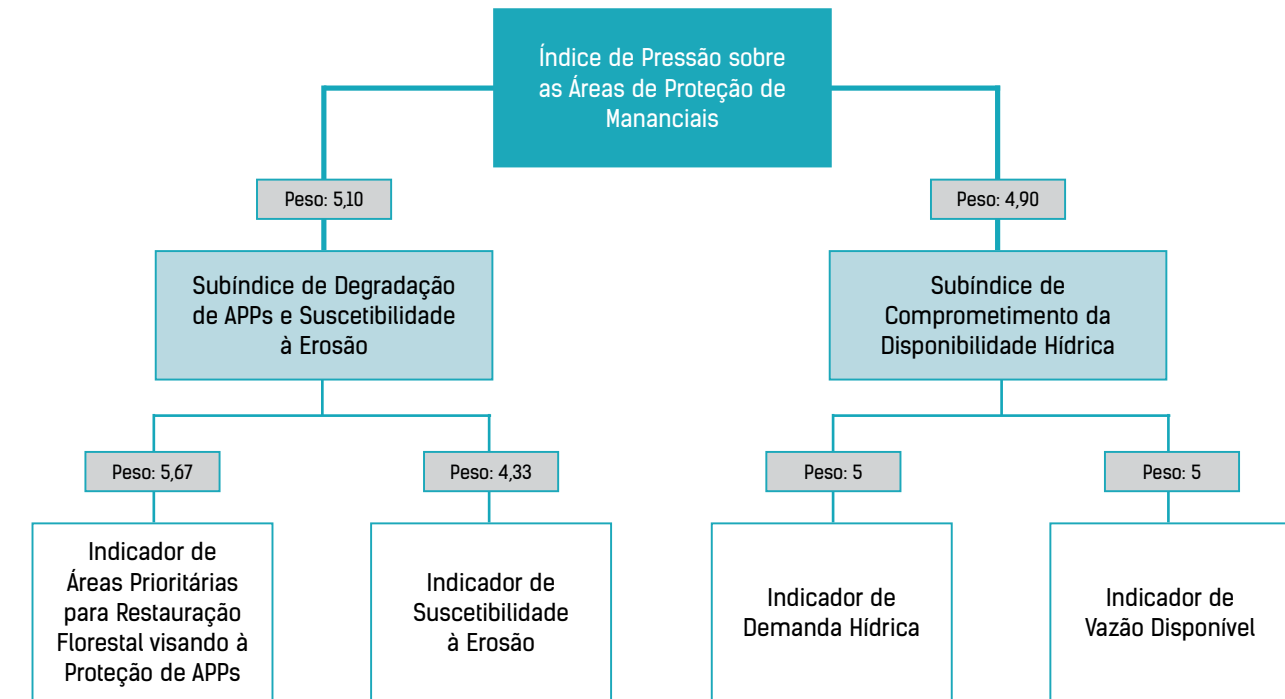 Índice de Pressão sobre
as Áreas de Proteção de
Mananciais
Peso: 5,10
Peso: 4,90
Subíndice de Degradação
de APPs e Suscetibilidade
à Erosão
Subíndice de
Comprometimento da
Disponibilidade Hídrica
Peso: 5,67
Peso: 4,33
Peso: 5
Peso: 5
Indicador de
Áreas Prioritárias
para Restauração
Florestal visando à
Proteção de APPs
Indicador de
Suscetibilidade
à Erosão
Indicador de
Demanda Hídrica
Indicador de
Vazão Disponível